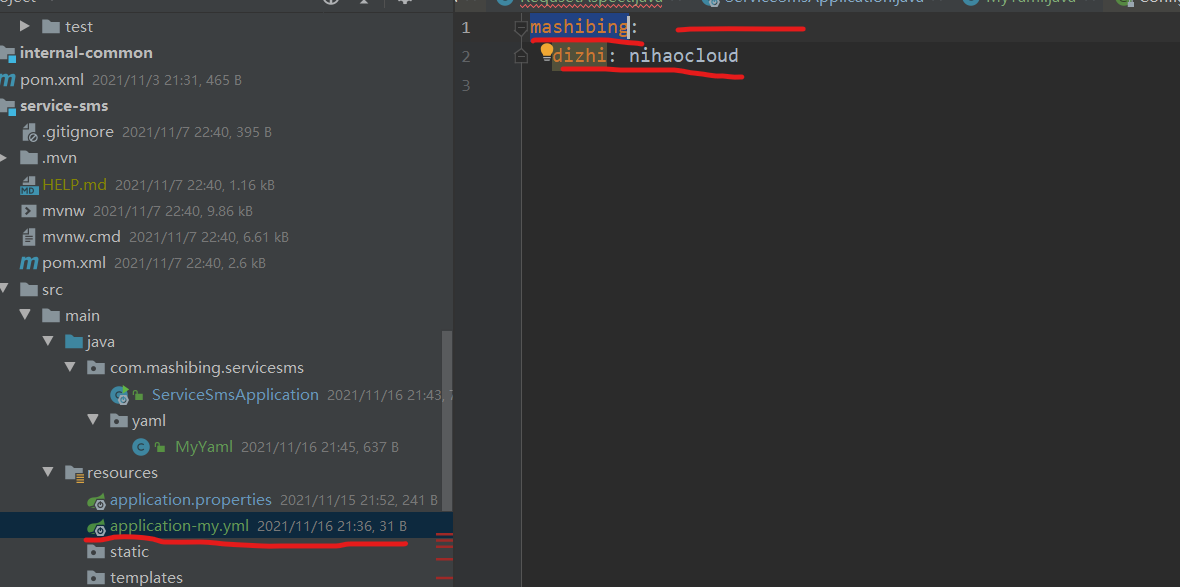 test
internal-common
pom.xml 2021/11/3 21:31, 465 B
service-sms
.gitignore 2021/11/7 22:40, 395 B
.mvn
HELP.md 2021/11/7 22:40, 1.16 kB
mvnw 2021/11/7 22:40, 9.86 kB
mvnw.cmd 2021/11/7 22:40, 6.61 kB
pom.xml 2021/11/7 22:40, 2.6 kB
src
main
java
com.mashibing.servicesms
ServiceSmsApplication 2021/11/16 21:43,
yaml
MyYaml 2021/11/16 21:45, 637 B
resources
application.properties 2021/11/15 21:52, 241 B
application-my.yml 2021/11/16 21:36, 31 B
static
templates
ServiceSmsApplication.java
1 mashibing:
2 dizhi: nihaocloud
3